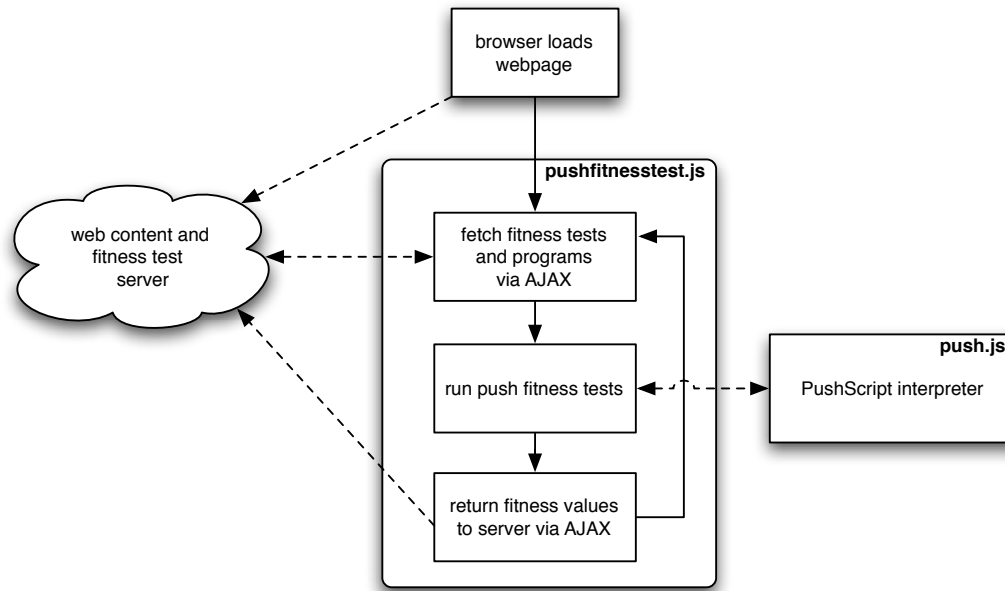 browser loads
webpage
pushfitnesstest.js
web content and
fitness test
server
fetch fitness tests
and programs
via AJAX
run push fitness tests
push.js
PushScript interpreter
return fitness values
to server via AJAX